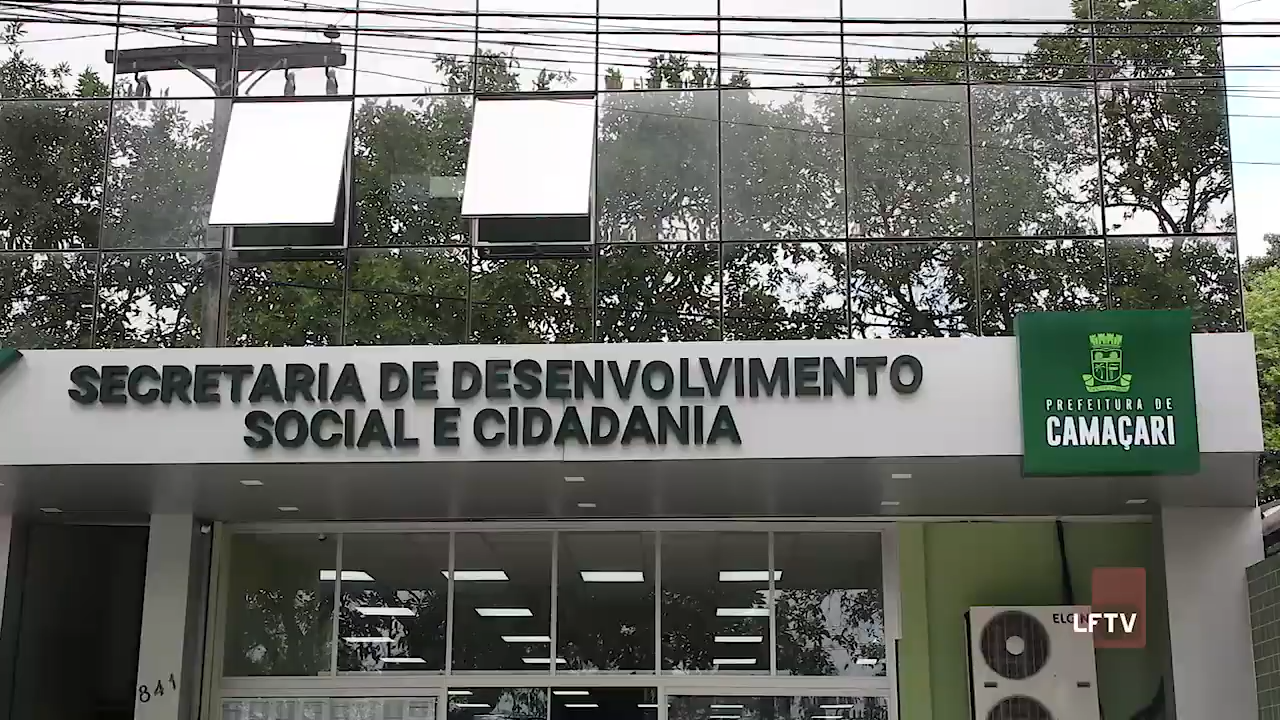 SECRETARIA DE DESENVOLVIMENTO
SOCIAL E CIDADANIA
PREFEITURA DE
CAMAÇARI
841
LFTV